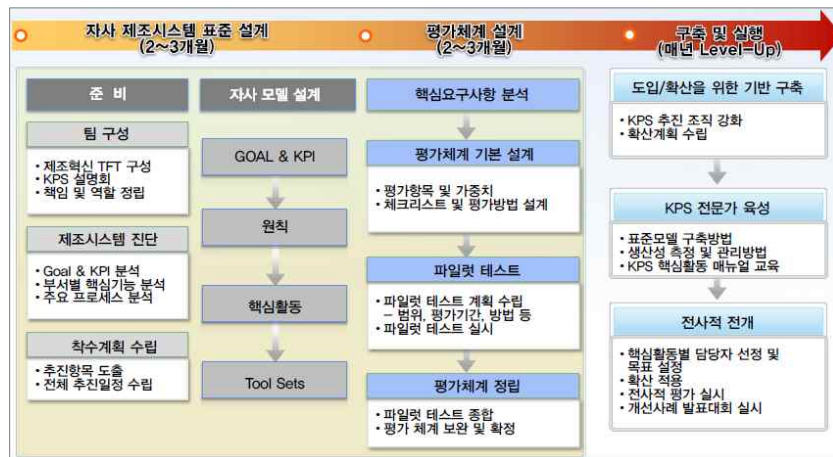 자사 제조시스템 표준 설계
(2~3개월)
평가체계 설계
(2~3개월)
구축 및 실행
(매년 Level-Up)
준 비
팀 구성
• 제조혁신 TFT 구성
• KPS 설명회
• 책임 및 역할 정립
제조시스템 진단
• Goal & KPI 분석
• 부서별 핵심기능 분석
• 주요 프로세스 분석
착수계획 수립
• 추진항목 도출
• 전체 추진일정 수립
자사 모델 설계
GOAL & KPI
원칙
핵심활동
Tool Sets
핵심요구사항 분석
평가체계 기본 설계
• 평가항목 및 가중치
• 체크리스트 및 평가방법 설계
파일럿 테스트
• 파일럿 테스트 계획 수립
– 범위, 평가기간, 방법 등
• 파일럿 테스트 실시
평가체계 정립
• 파일럿 테스트 종합
• 평가 체계 보완 및 확정
도입/확산을 위한 기반 구축
• KPS 추진 조직 강화
• 확산계획 수립
KPS 전문가 육성
• 표준모델 구축방법
• 생산성 측정 및 관리방법
• KPS 핵심활동 매뉴얼 교육
전사적 전개
• 핵심활동별 담당자 선정 및
목표 설정
• 확산 적용
• 전사적 평가 실시
• 개선사례 발표대회 실시